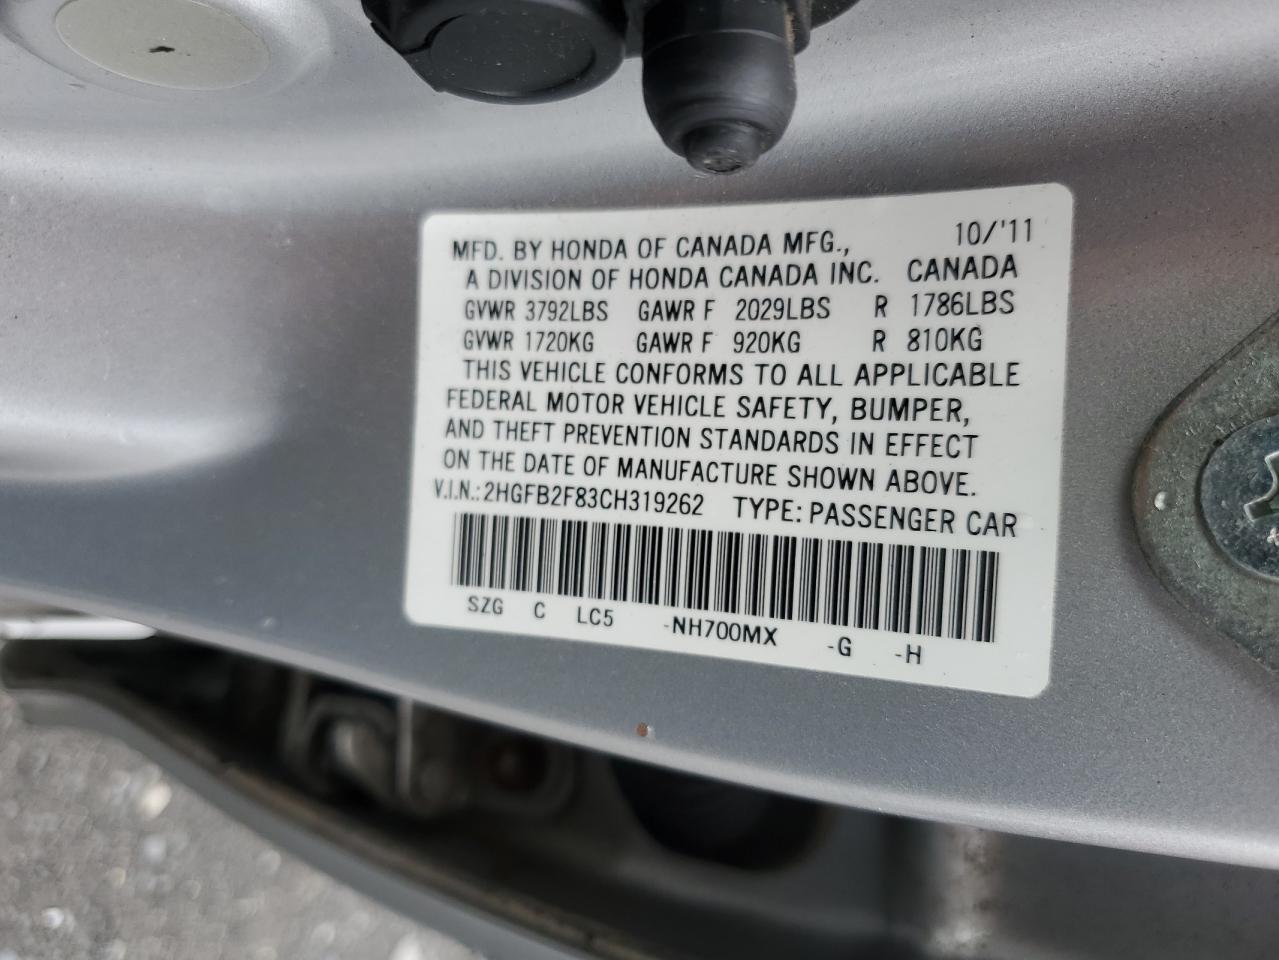 MFD. BY HONDA OF CANADA MFG., 10/'11
A DIVISION OF HONDA CANADA INC. CANADA
GVWR 3792LBS GAWR F 2029LBS R 1786LBS
GVWR 1720KG GAWR F 920KG R 810KG
THIS VEHICLE CONFORMS TO ALL APPLICABLE
FEDERAL MOTOR VEHICLE SAFETY, BUMPER,
AND THEFT PREVENTION STANDARDS IN EFFECT
ON THE DATE OF MANUFACTURE SHOWN ABOVE.
V.I.N.: 2HGFB2F83CH319262 TYPE: PASSENGER CAR
SZG C LC5 -NH700MX -G -H